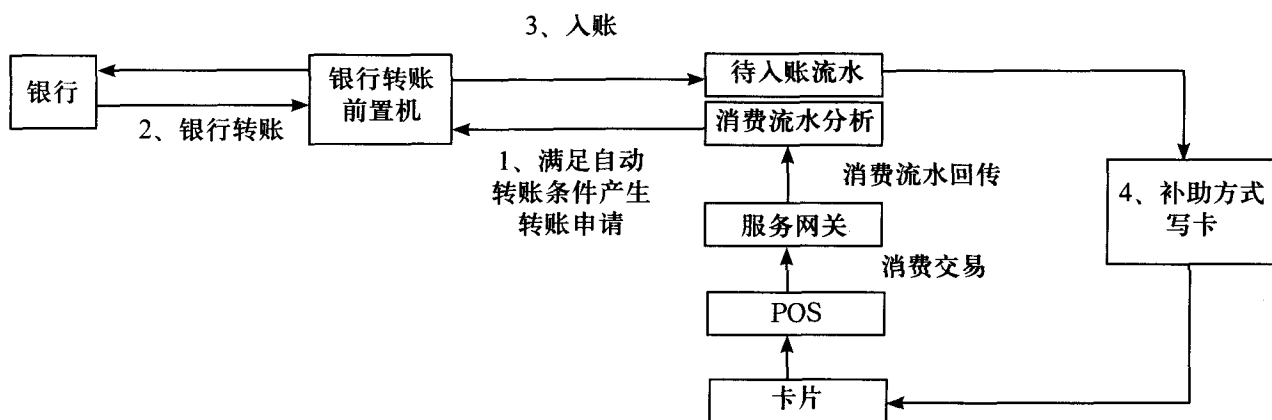 3、入账
银行
银行转账
前置机
待入账流水
消费流水分析
2、银行转账
1、满足自动
转账条件产生
转账申请
消费流水回传
4、补助方式
写卡
服务网关
消费交易
POS
卡片